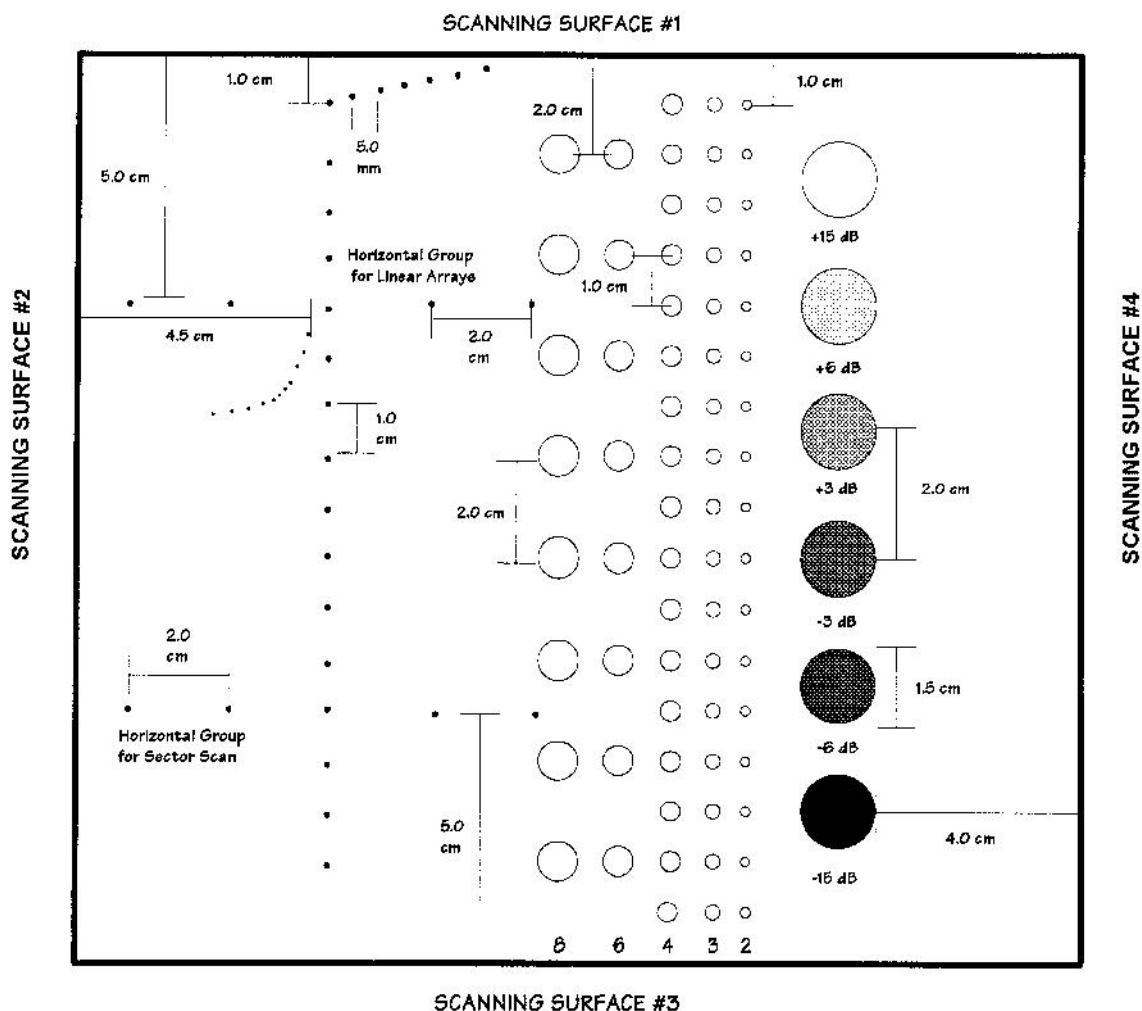 SCANNING SURFACE #1
1.0 cm
1.0 cm
2.0 cm
5.0
mm
5.0 cm
+15 dB
Horizontal Group
for Linear Arrays
1.0 cm
SCANNING SURFACE #2
SCANNING SURFACE #4
4.5 cm
2.0
cm
+6 dB
1.0
cm
+3 dB
2.0 cm
2.0 cm
-3 dB
2.0
cm
1.5 cm
Horizontal Group
for Sector Scan
-6 dB
5.0
cm
4.0 cm
-15 dB
8 6 4 3 2
SCANNING SURFACE #3